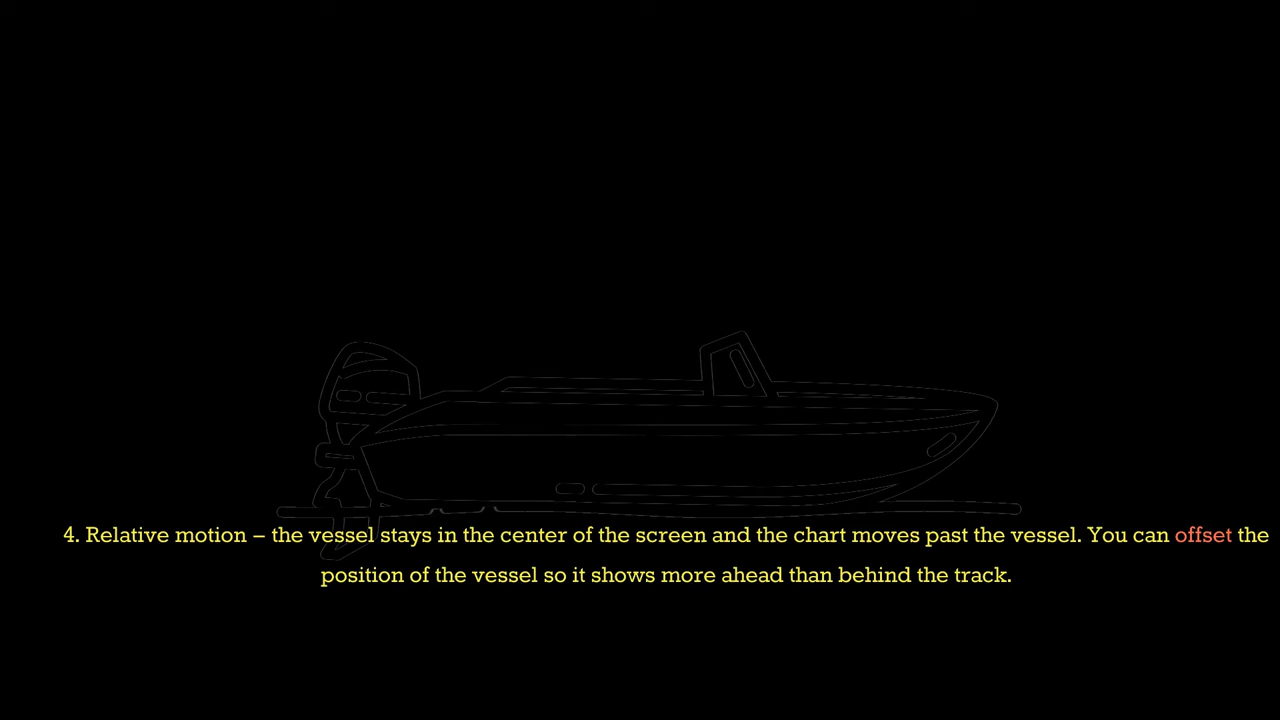 4. Relative motion – the vessel stays in the center of the screen and the chart moves past the vessel. You can offset the
position of the vessel so it shows more ahead than behind the track.